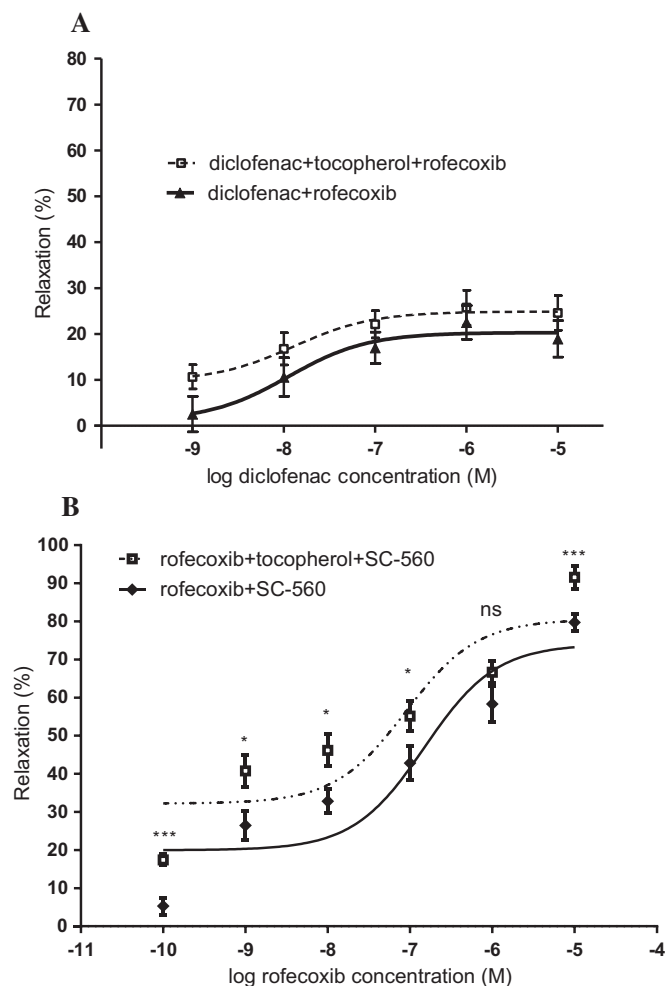 A
80
70
60
50
40
30
20
10
0
Relaxation (%)
diclofenac+tocopherol+rofecoxib
diclofenac+rofecoxib
-9 -8 -7 -6 -5
log diclofenac concentration (M)
B
100
90
80
70
60
50
40
30
20
10
0
Relaxation (%)
rofecoxib+tocopherol+SC-560
rofecoxib+SC-560
***
*
*
*
ns
***
-11 -10 -9 -8 -7 -6 -5 -4
log rofecoxib concentration (M)